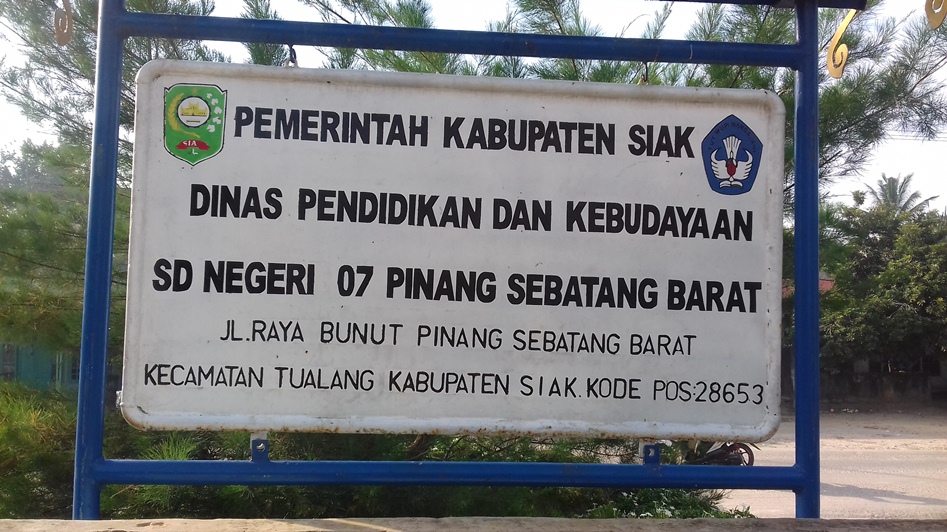 PEMERINTAH KABUPATEN SIAK
DINAS PENDIDIKAN DAN KEBUDAYAAN
SD NEGERI 07 PINANG SEBATANG BARAT
JL.RAYA BUNUT PINANG SEBATANG BARAT
KECAMATAN TUALANG KABUPATEN SIAK.KODE POS:28653